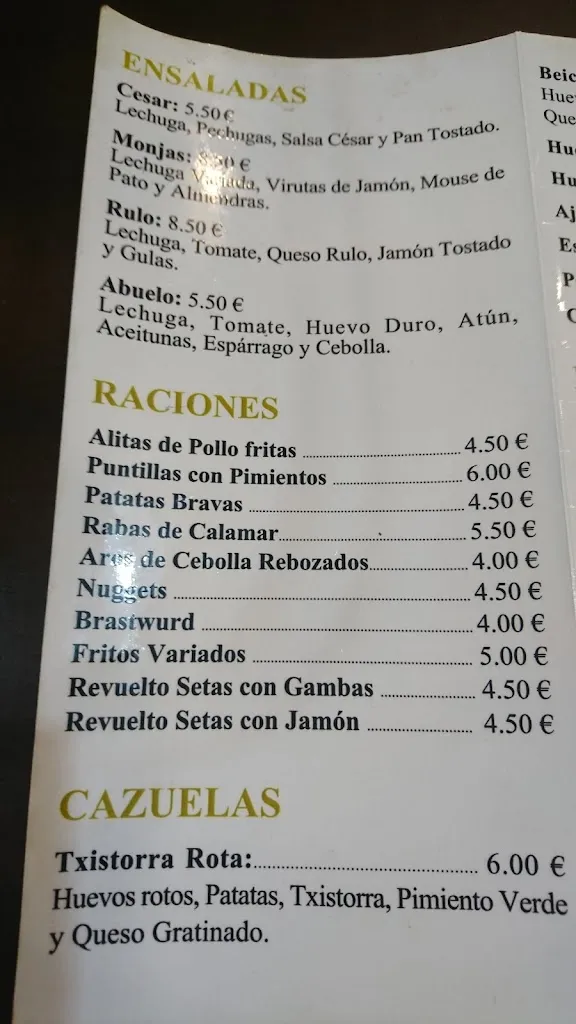 ENSALADAS
Cesar: 5.50 €
Lechuga, Pechugas, Salsa César y Pan Tostado.
Monjas: 8.50 €
Lechuga Variada, Virutas de Jamón, Mouse de
Pato y Almendras.
Rulo: 8.50 €
Lechuga, Tomate, Queso Rulo, Jamón Tostado
y Gulas.
Abuelo: 5.50 €
Lechuga, Tomate, Huevo Duro, Atún,
Aceitunas, Espárrago y Cebolla.
RACIONES
Alitas de Pollo fritas 4.50 €
Puntillas con Pimientos 6.00 €
Patatas Bravas 4.50 €
Rabas de Calamar 5.50 €
Aros de Cebolla Rebozados 4.00 €
Nuggets 4.50 €
Brastwurd 4.00 €
Fritos Variados 5.00 €
Revuelto Setas con Gambas 4.50 €
Revuelto Setas con Jamón 4.50 €
CAZUELAS
Txistorra Rota: 6.00 €
Huevos rotos, Patatas, Txistorra, Pimiento Verde
y Queso Gratinado.